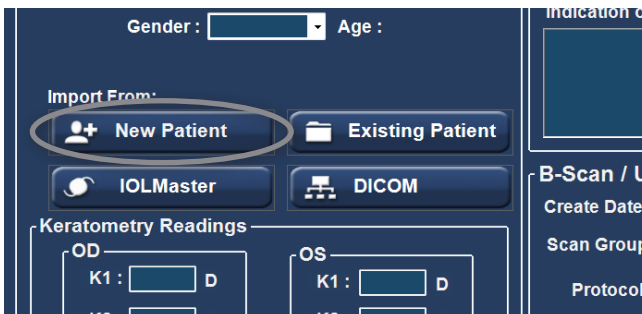 Gender : Age :
Indication
Import From:
New Patient Existing Patient
IOLMaster DICOM
B-Scan /
Create Date
Keratometry Readings
Scan Group
OD OS
K1 : D K1 : D
Protocol